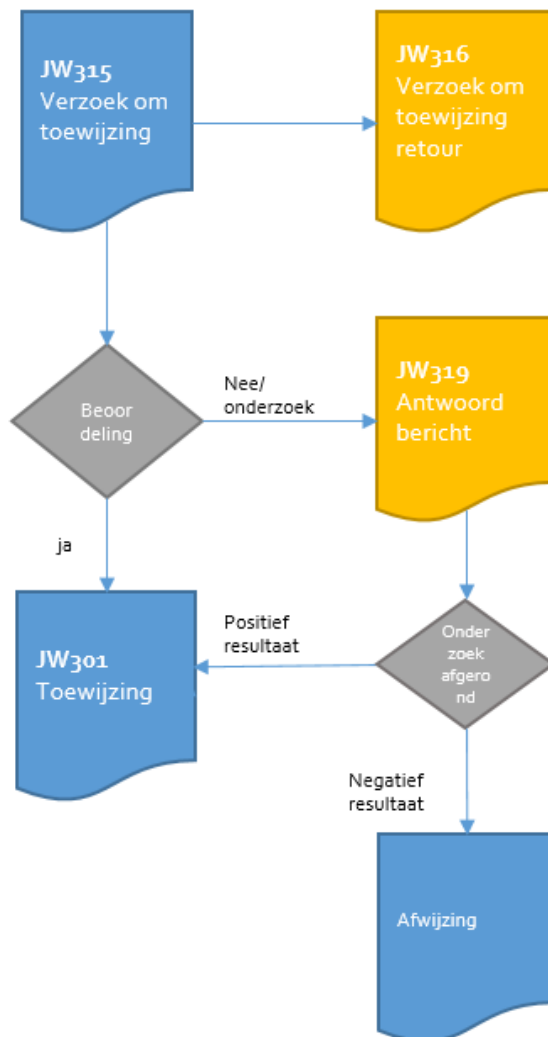 JW315
Verzoek om
toewijzing
JW316
Verzoek om
toewijzing
retour
Beoor
deling
Nee/
onderzoek
JW319
Antwoord
bericht
ja
JW301
Toewijzing
Positief
resultaat
Onder
zoek
afgero
nd
Negatief
resultaat
Afwijzing